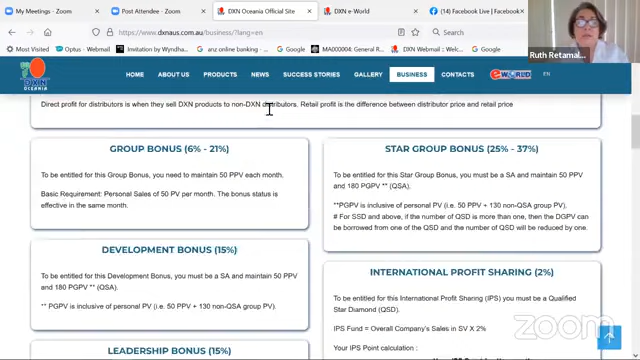 My Meetings - Zoom
Post Attendee - Zoom
DXN Oceania Official Site
DXN e-World
(14) Facebook Live | Facebook
https://www.dxnaus.com.au/business/?lang=en
Search
Most Visited
Optus - Webmail
Invitation by Wyndha...
anz online banking - ...
MA000004: General R...
DXN Webmail :: Welc...
Ruth Retamal...
DXN
OCEANIA
HOME
ABOUT US
PRODUCTS
NEWS
SUCCESS STORIES
GALLERY
BUSINESS
CONTACTS
eWORLD
EN
Direct profit for distributors is when they sell DXN products to non-DXN distributors. Retail profit is the difference between distributor price and retail price
GROUP BONUS (6% - 21%)
To be entitled for this Group Bonus, you need to maintain 50 PPV each month.
Basic Requirement: Personal Sales of 50 PV per month. The bonus status is
effective in the same month.
STAR GROUP BONUS (25% - 37%)
To be entitled for this Star Group Bonus, you must be a SA and maintain 50 PPV
and 180 PGPV ** (QSA).
**PGPV is inclusive of personal PV (i.e. 50 PPV + 130 non-QSA group PV).
# For SSD and above, if the number of QSD is more than one, then the DGPV can
be borrowed from one of the QSD and the number of QSD will be reduced by one.
DEVELOPMENT BONUS (15%)
To be entitled for this Development Bonus, you must be a SA and maintain 50 PPV
and 180 PGPV ** (QSA).
** PGPV is inclusive of personal PV (i.e. 50 PPV + 130 non-QSA group PV).
INTERNATIONAL PROFIT SHARING (2%)
To be entitled for this International Profit Sharing (IPS) you must be a Qualified
Star Diamond (QSD).
IPS Fund = Overall Company's Sales in SV X 2%
Your IPS Point calculation :
LEADERSHIP BONUS (15%)
zoom